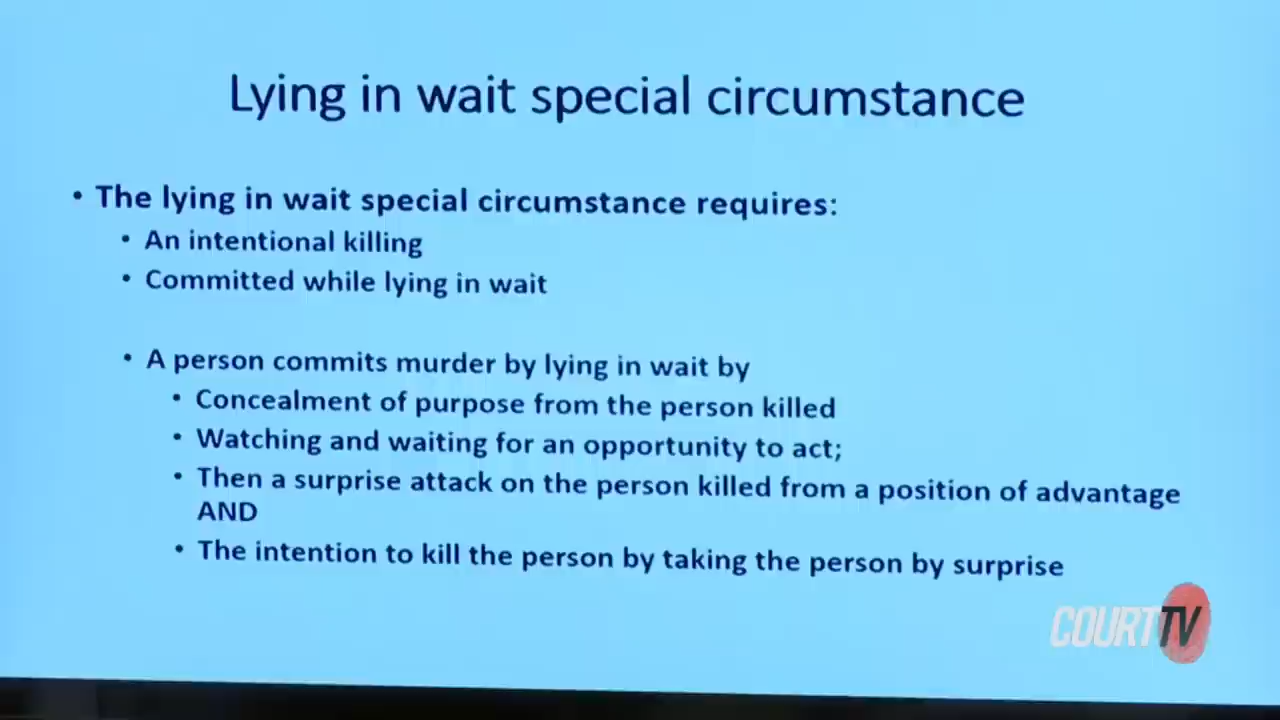 Lying in wait special circumstance
• The lying in wait special circumstance requires:
• An intentional killing
• Committed while lying in wait
• A person commits murder by lying in wait by
• Concealment of purpose from the person killed
• Watching and waiting for an opportunity to act;
• Then a surprise attack on the person killed from a position of advantage
AND
• The intention to kill the person by taking the person by surprise
COURT TV